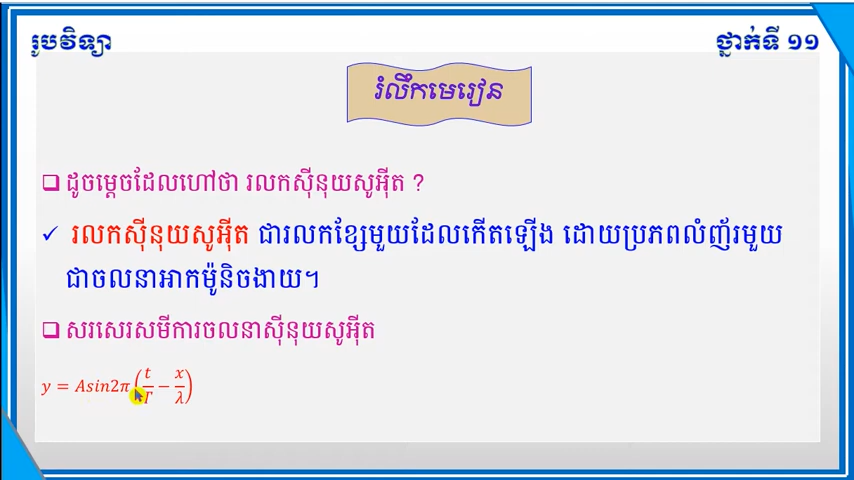 រូបវិទ្យា
ថ្នាក់ទី ១១
រំលឹកមេរៀន
ដូចម្ដេចដែលហៅថា រលកស៊ីនុយសូអ៊ីត ?
រលកស៊ីនុយសូអ៊ីត ជារលកខ្សែមួយដែលកើតឡើង ដោយប្រភពលំញ័រមួយ
ជាចលនាអាកម៉ូនិចងាយ។
សរសេរសមីការចលនាស៊ីនុយសូអ៊ីត
y = Asin2π(t/T − x/λ)